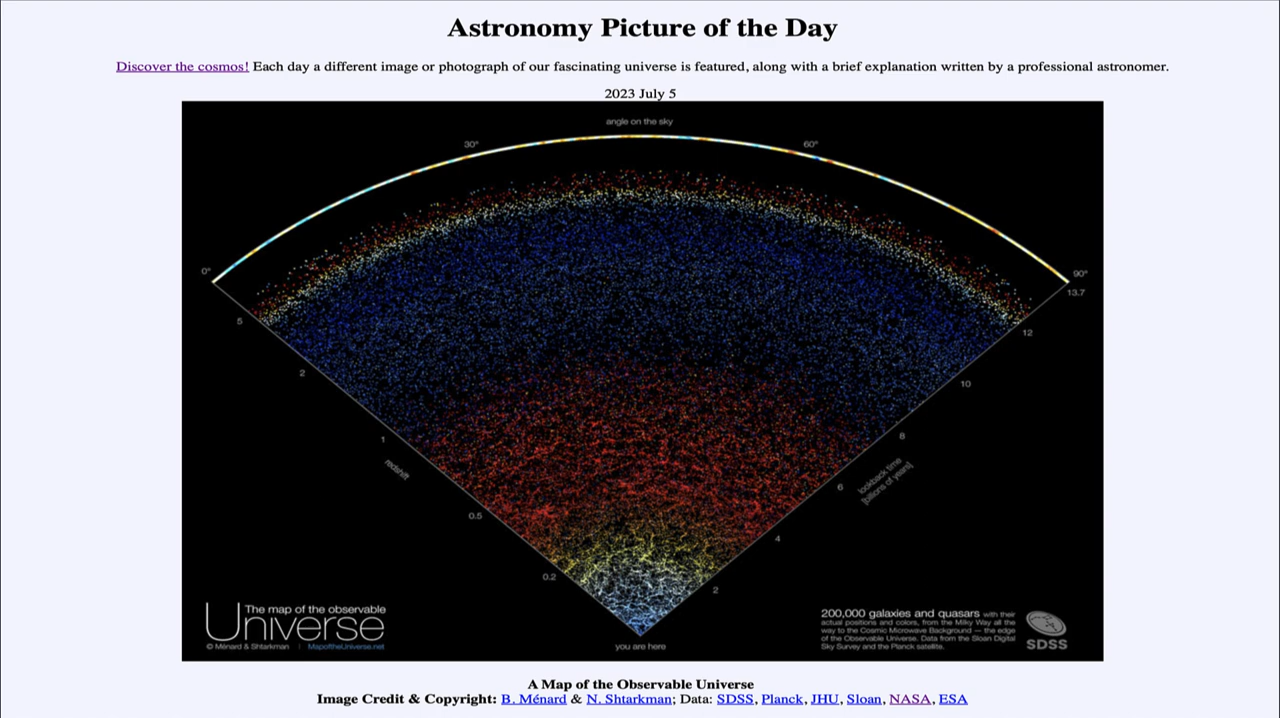 Astronomy Picture of the Day
Discover the cosmos! Each day a different image or photograph of our fascinating universe is featured, along with a brief explanation written by a professional astronomer.
2023 July 5
angle on the sky
30°
60°
0°
90°
13.7
5
12
2
10
1
8
redshift
lookback time
[billions of years]
6
0.5
4
0.2
2
The map of the observable
Universe
© Ménard & Shtarkman | MapoftheUniverse.net
you are here
200,000 galaxies and quasars with their
actual positions and colors, from the Milky Way all the
way to the Cosmic Microwave Background — the edge
of the Observable Universe. Data from the Sloan Digital
Sky Survey and the Planck satellite.
SDSS
A Map of the Observable Universe
Image Credit & Copyright: B. Ménard & N. Shtarkman; Data: SDSS, Planck, JHU, Sloan, NASA, ESA